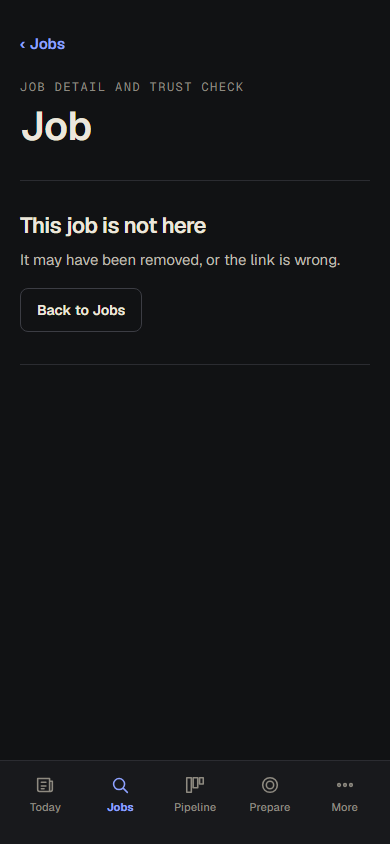 ‹ Jobs
JOB DETAIL AND TRUST CHECK
Job
This job is not here
It may have been removed, or the link is wrong.
Back to Jobs
Today
Jobs
Pipeline
Prepare
More